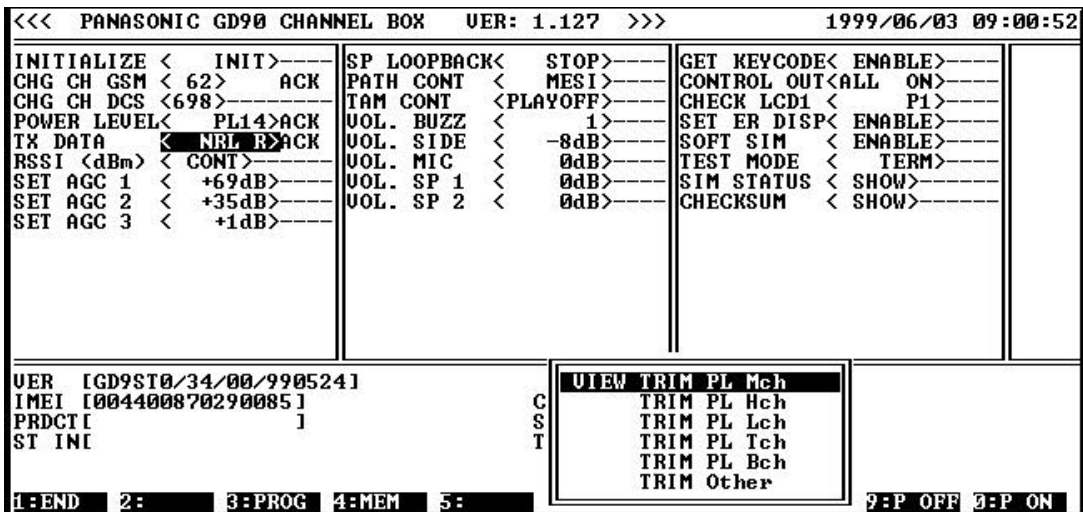 <<< PANASONIC GD90 CHANNEL BOX VER: 1.127 >>> 1999/06/03 09:00:52
INITIALIZE < INIT>----
CHG CH GSM < 62> ACK
CHG CH DCS <698>---------
POWER LEVEL< PL14>ACK
TX DATA < NRL R>ACK
RSSI (dBm) < CONT>------
SET AGC 1 < +69dB>----
SET AGC 2 < +35dB>----
SET AGC 3 < +1dB>----
SP LOOPBACK< STOP>----
PATH CONT < MESI>----
TAM CONT <PLAYOFF>----
VOL. BUZZ < 1>----
VOL. SIDE < -8dB>----
VOL. MIC < 0dB>----
VOL. SP 1 < 0dB>----
VOL. SP 2 < 0dB>----
GET KEYCODE< ENABLE>----
CONTROL OUT<ALL ON>----
CHECK LCD1 < P1>----
SET ER DISP< ENABLE>----
SOFT SIM < ENABLE>----
TEST MODE < TERM>----
SIM STATUS < SHOW>------
CHECKSUM < SHOW>------
VER [GD9ST0/34/00/990524]
IMEI [004400870290085] C
PRDCT[ ] S
ST IN[ T
VIEW TRIM PL Mch
TRIM PL Hch
TRIM PL Lch
TRIM PL Tch
TRIM PL Bch
TRIM Other
1:END 2: 3:PROG 4:MEM 5: 9:P OFF 0:P ON